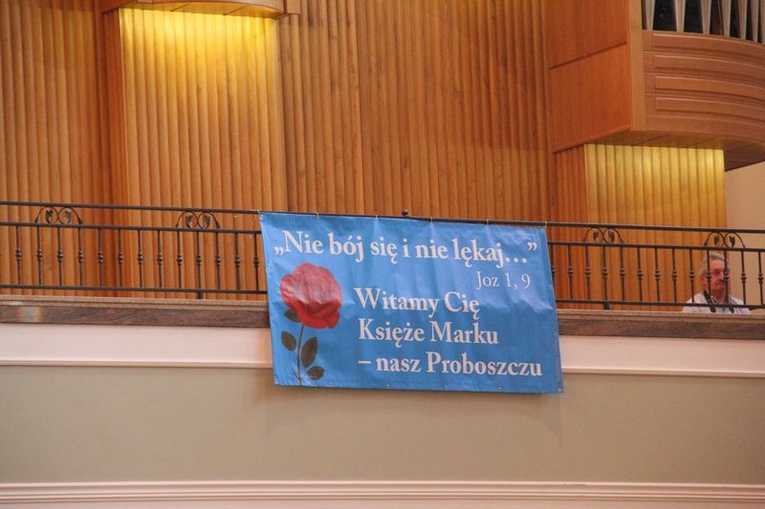 „Nie bój się i nie lękaj...”
Joz 1, 9
Witamy Cię
Księże Marku
– nasz Proboszczu